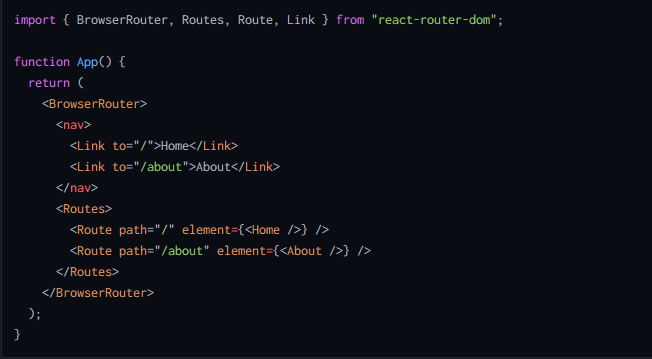 import { BrowserRouter, Routes, Route, Link } from "react-router-dom";

function App() {
  return (
    <BrowserRouter>
      <nav>
        <Link to="/">Home</Link>
        <Link to="/about">About</Link>
      </nav>
      <Routes>
        <Route path="/" element={<Home />} />
        <Route path="/about" element={<About />} />
      </Routes>
    </BrowserRouter>
  );
}